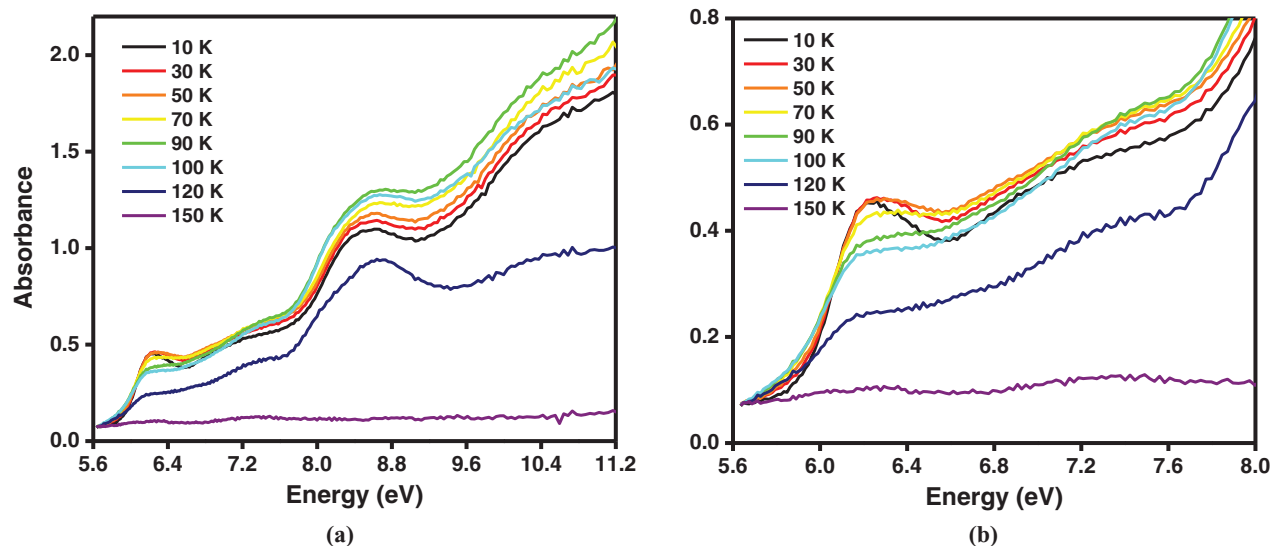 2.0
1.5
1.0
0.5
0.0
Absorbance
10 K
30 K
50 K
70 K
90 K
100 K
120 K
150 K
5.6 6.4 7.2 8.0 8.8 9.6 10.4 11.2
Energy (eV)
(a)
0.8
0.6
0.4
0.2
0.0
10 K
30 K
50 K
70 K
90 K
100 K
120 K
150 K
5.6 6.0 6.4 6.8 7.2 7.6 8.0
Energy (eV)
(b)